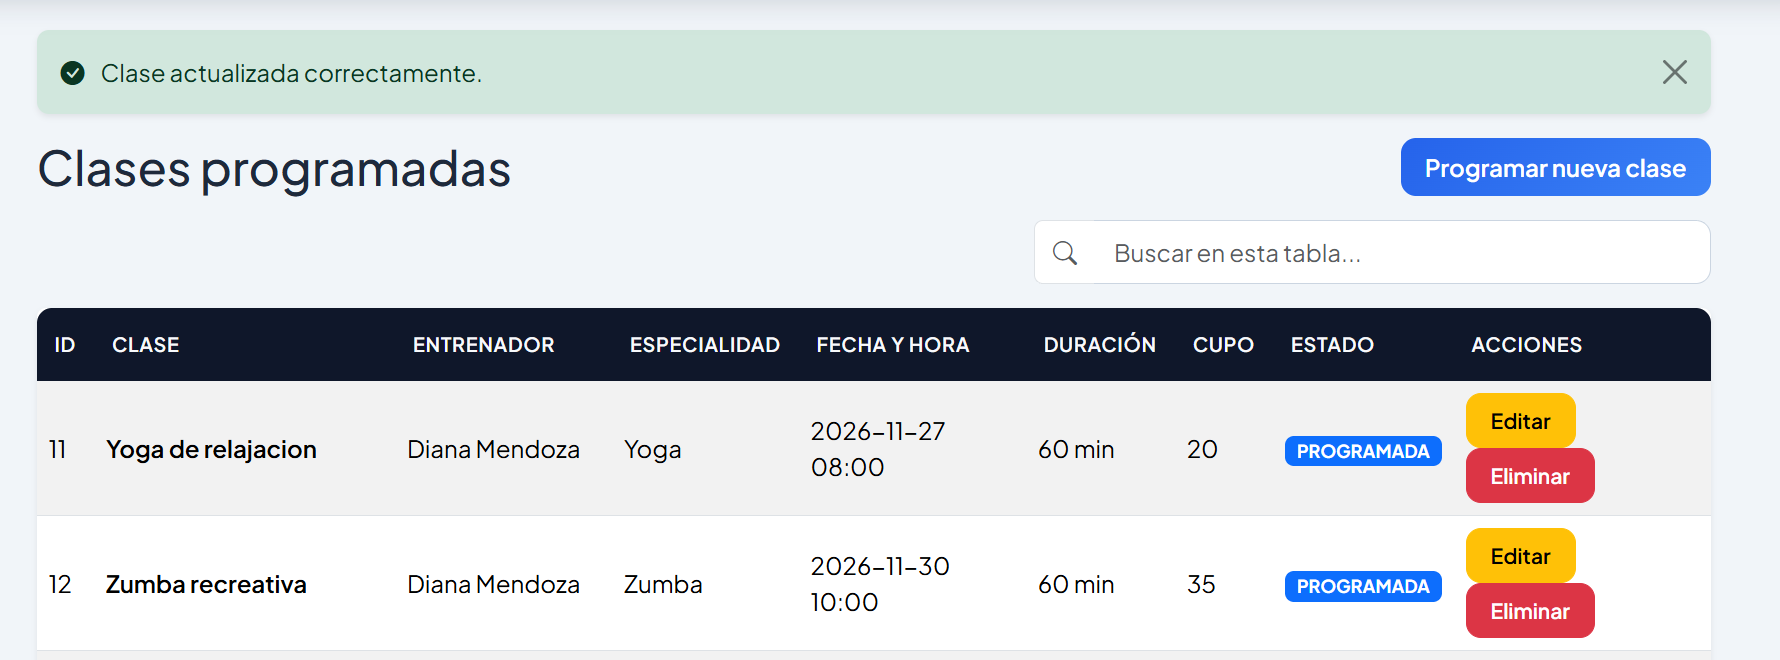 Clase actualizada correctamente.
Clases programadas
Programar nueva clase
Buscar en esta tabla...
ID CLASE ENTRENADOR ESPECIALIDAD FECHA Y HORA DURACIÓN CUPO ESTADO ACCIONES
11 Yoga de relajacion Diana Mendoza Yoga 2026-11-27 08:00 60 min 20 PROGRAMADA Editar Eliminar
12 Zumba recreativa Diana Mendoza Zumba 2026-11-30 10:00 60 min 35 PROGRAMADA Editar Eliminar